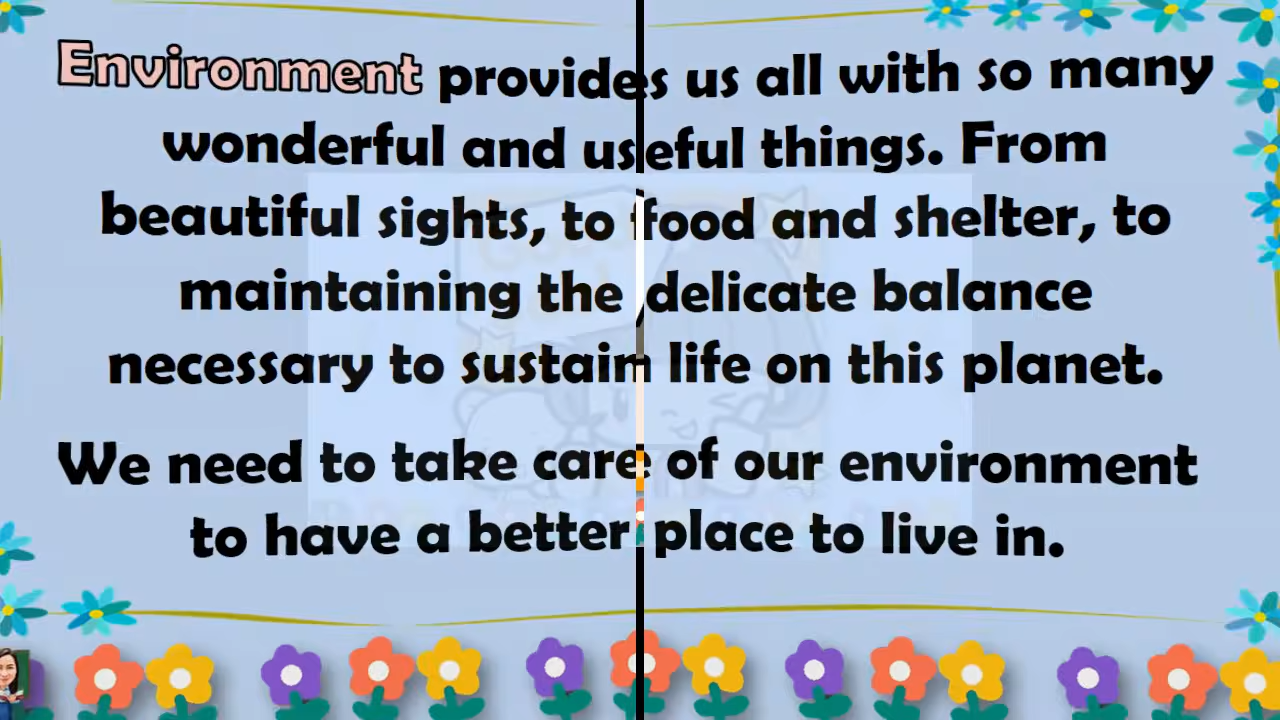 Environment provides us all with so many
wonderful and useful things. From
beautiful sights, to food and shelter, to
maintaining the delicate balance
necessary to sustain life on this planet.
We need to take care of our environment
to have a better place to live in.